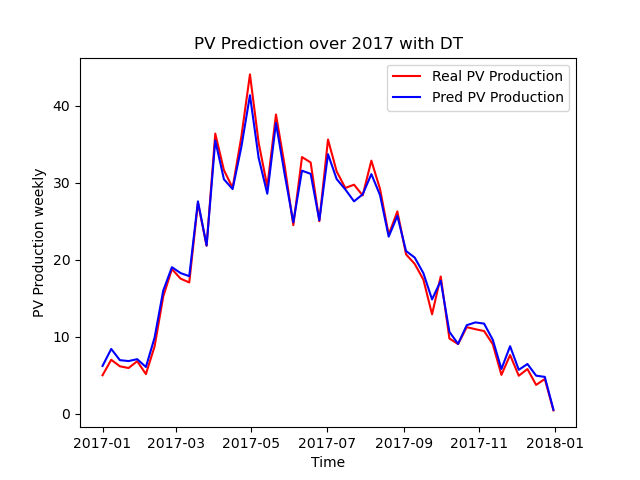 PV Prediction over 2017 with DT
Real PV Production
Pred PV Production
40
30
20
10
0
PV Production weekly
2017-01 2017-03 2017-05 2017-07 2017-09 2017-11 2018-01
Time